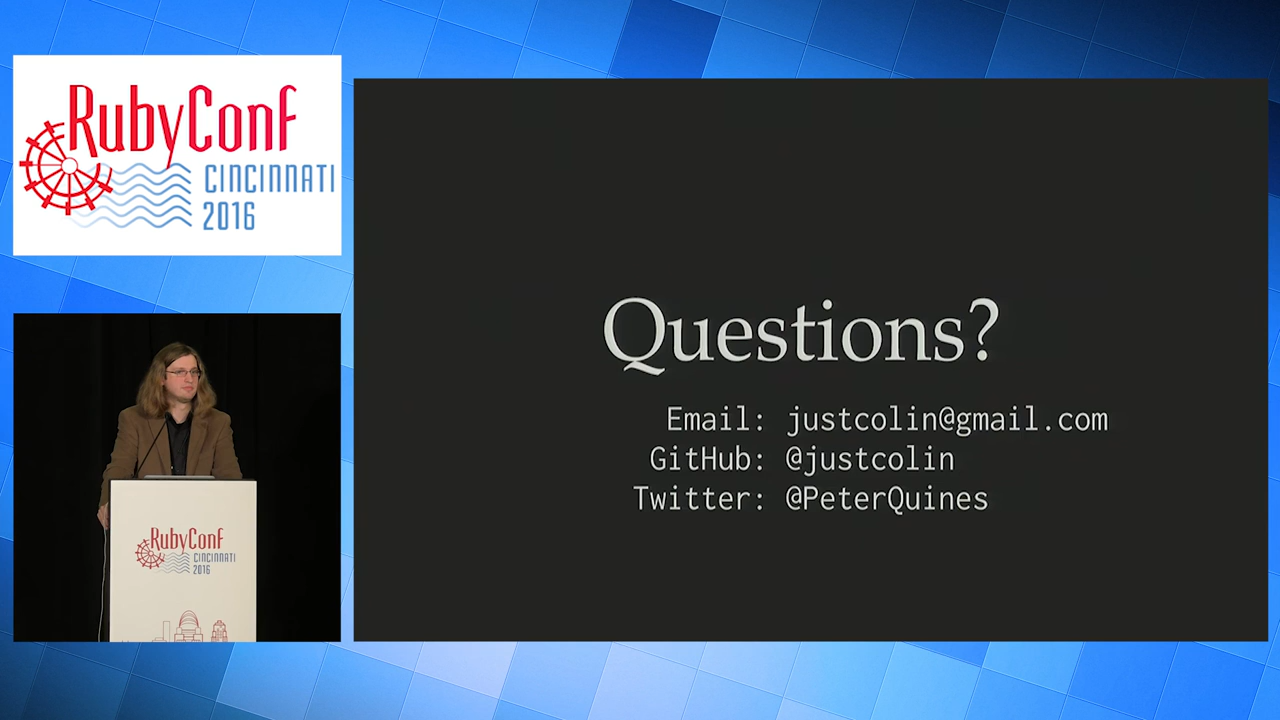 RubyConf
CINCINNATI
2016
Questions?
Email: justcolin@gmail.com
GitHub: @justcolin
Twitter: @PeterQuines
RubyConf
CINCINNATI
2016